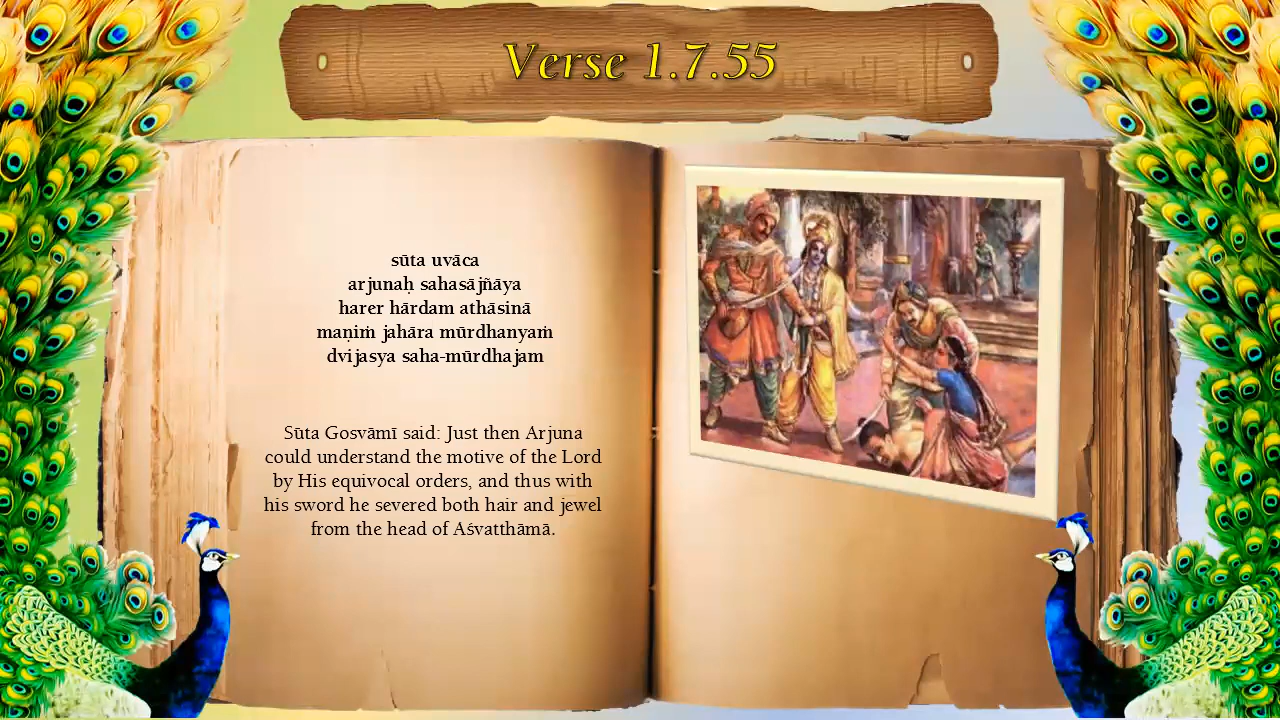 Verse 1.7.55
sūta uvāca
arjunaḥ sahasājñāya
harer hārdam athāsinā
maṇiṁ jahāra mūrdhanyaṁ
dvijasya saha-mūrdhajam
Sūta Gosvāmī said: Just then Arjuna
could understand the motive of the Lord
by His equivocal orders, and thus with
his sword he severed both hair and jewel
from the head of Aśvatthāmā.